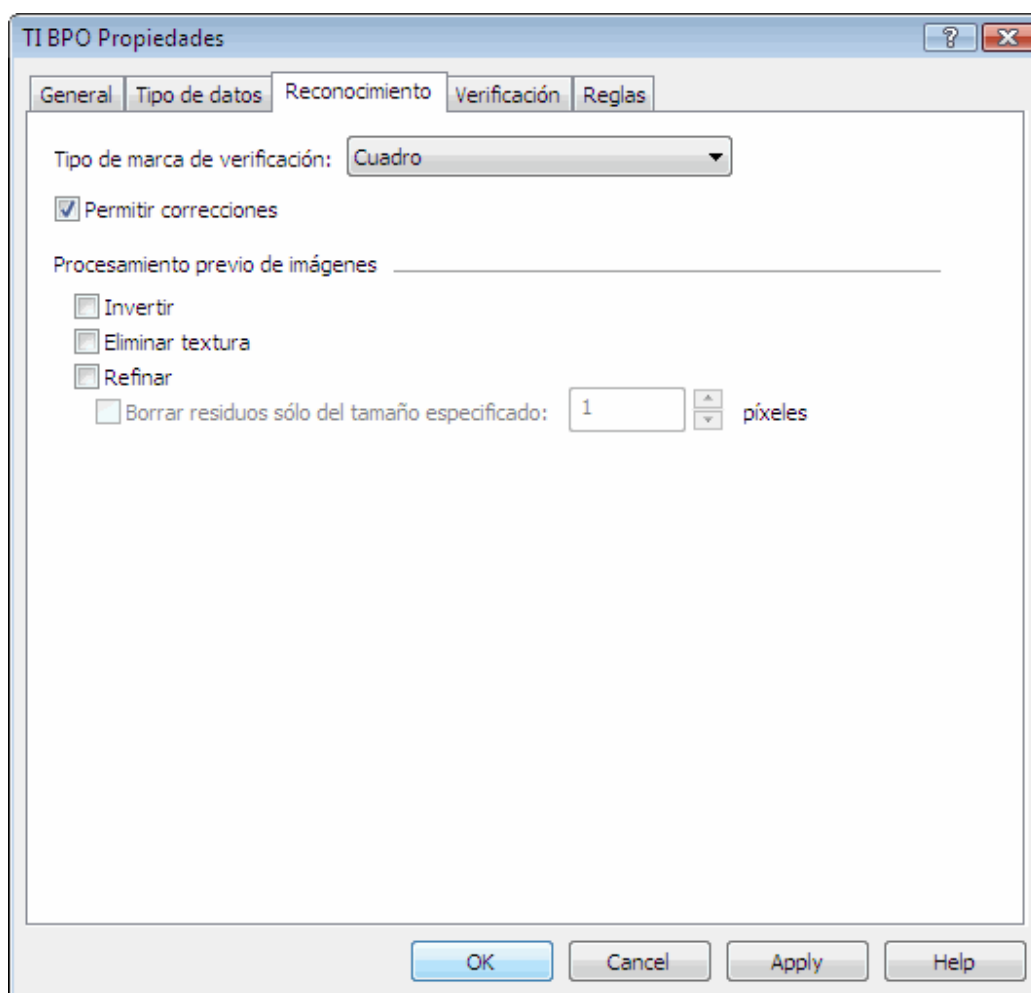 TI BPO Propiedades
General Tipo de datos Reconocimiento Verificación Reglas
Tipo de marca de verificación: Cuadro
Permitir correcciones
Procesamiento previo de imágenes
Invertir
Eliminar textura
Refinar
Borrar residuos sólo del tamaño especificado: 1 píxeles
OK Cancel Apply Help